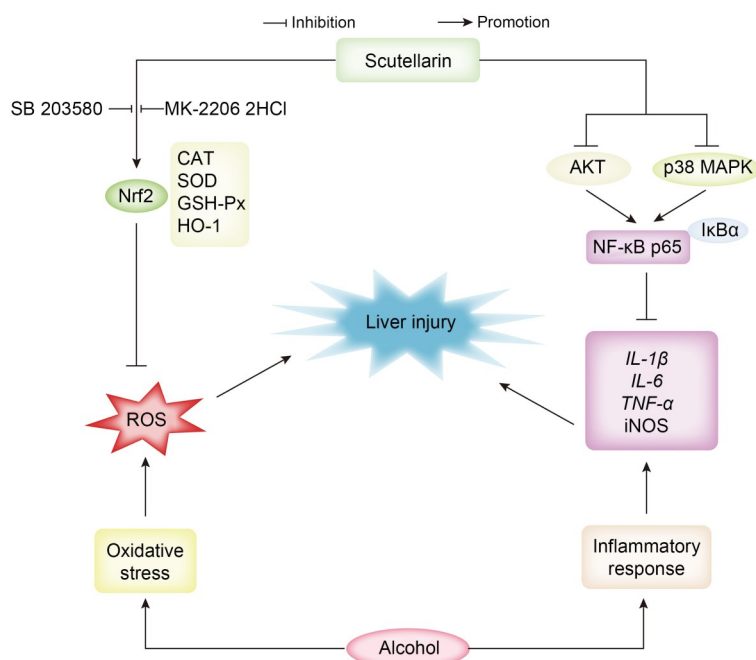 Inhibition
Promotion
Scutellarin
SB 203580
MK-2206 2HCl
CAT
SOD
GSH-Px
HO-1
Nrf2
AKT
p38 MAPK
IκBα
NF-κB p65
Liver injury
IL-1β
IL-6
TNF-α
iNOS
ROS
Oxidative
stress
Inflammatory
response
Alcohol